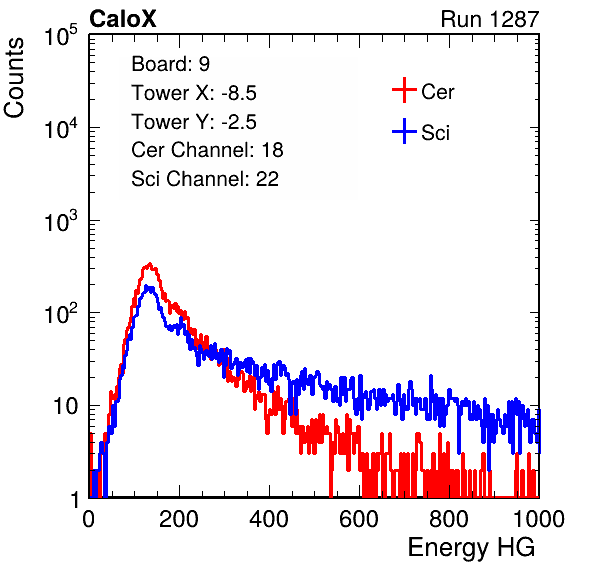 CaloX Run 1287
Counts
10^5
10^4
10^3
10^2
10
1
Board: 9
Tower X: -8.5
Tower Y: -2.5
Cer Channel: 18
Sci Channel: 22
Cer
Sci
0 200 400 600 800 1000
Energy HG